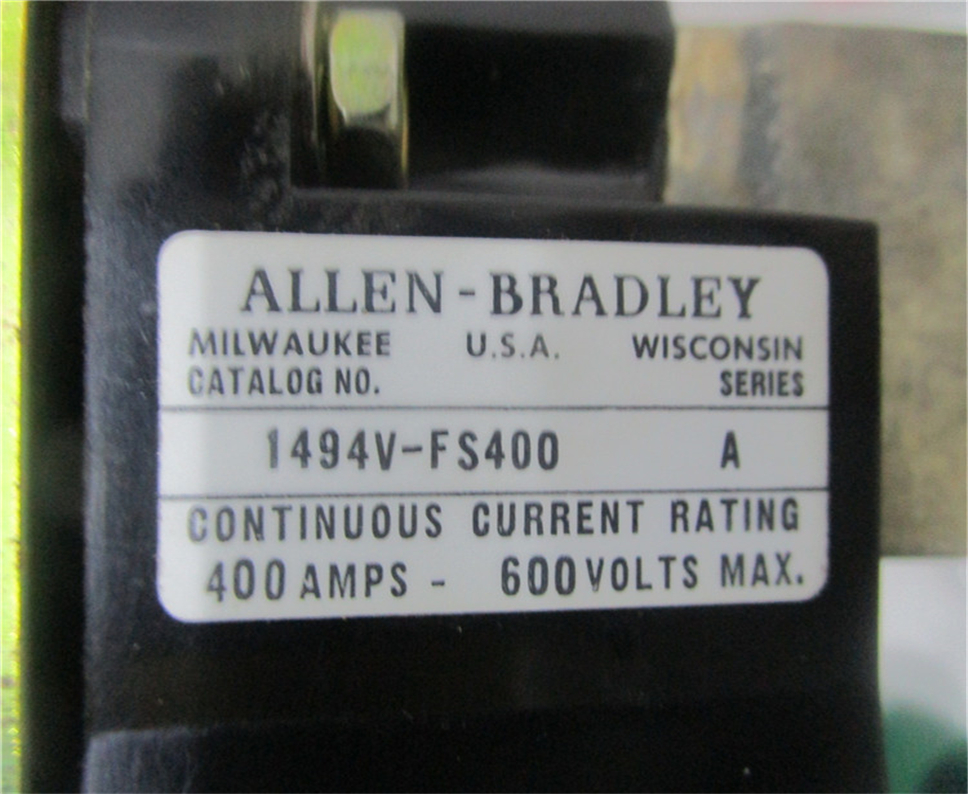 ALLEN-BRADLEY
MILWAUKEE U.S.A. WISCONSIN
CATALOG NO. SERIES
1494V-FS400 A
CONTINUOUS CURRENT RATING
400 AMPS - 600 VOLTS MAX.